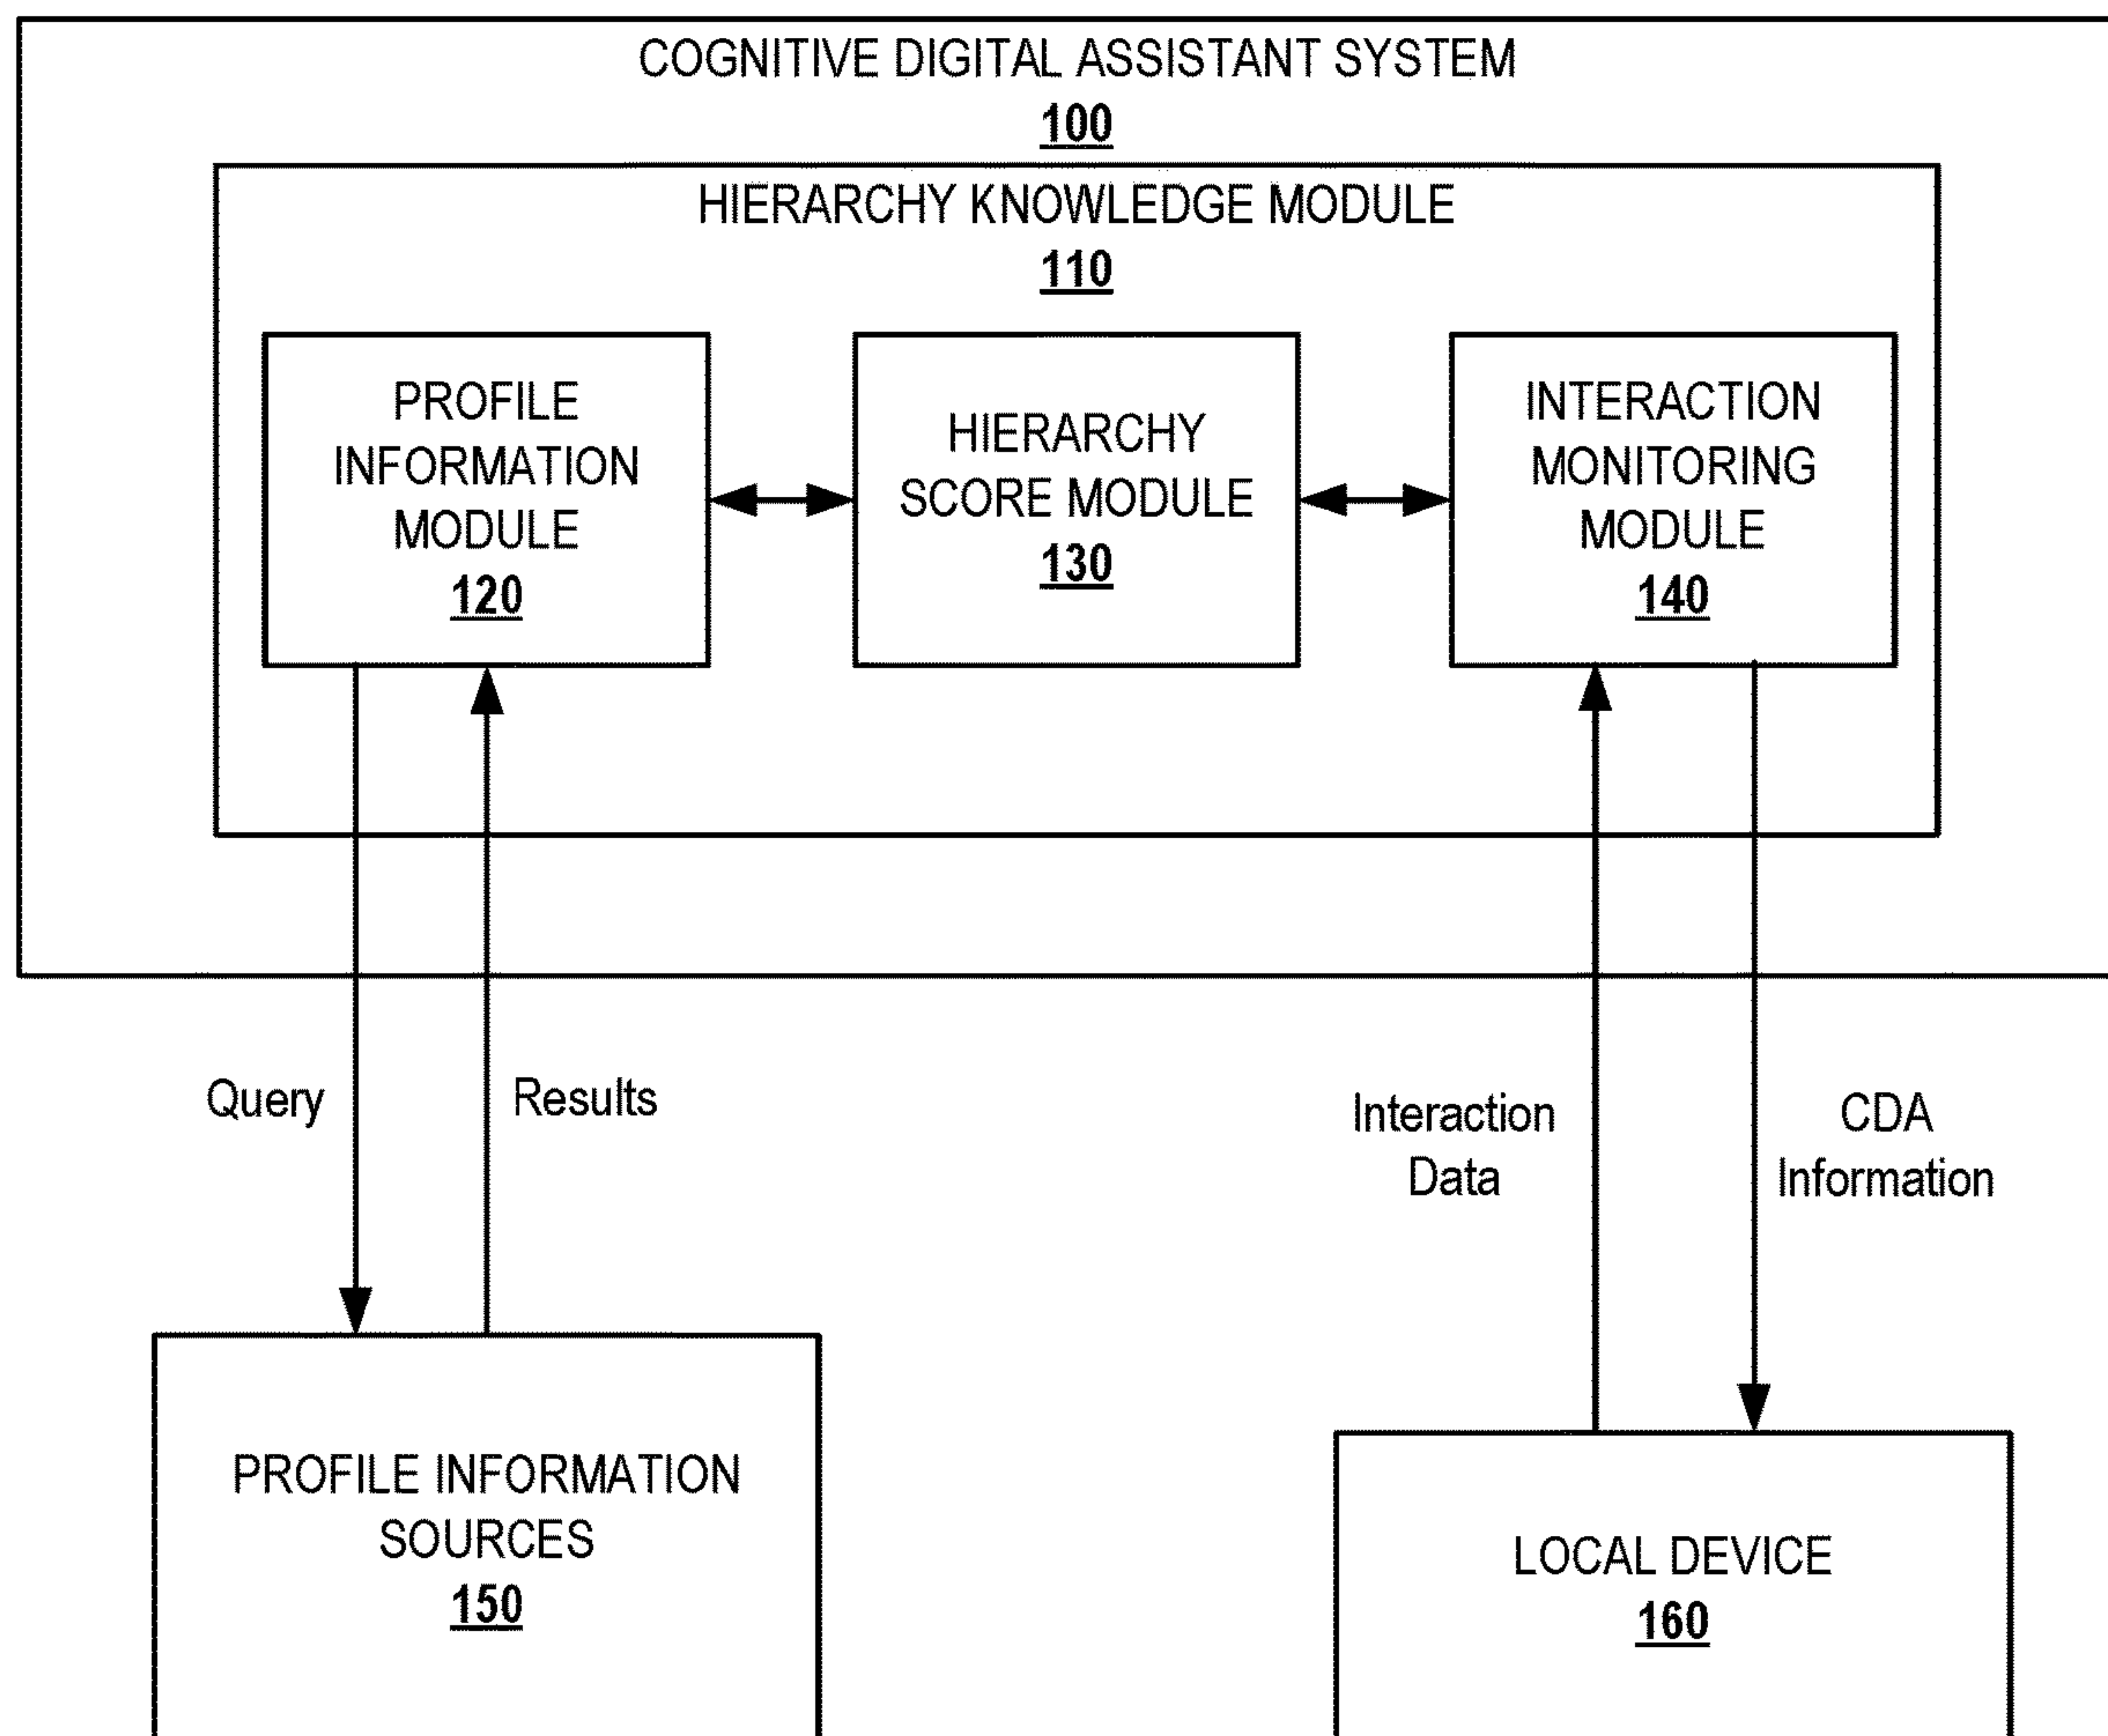 COGNITIVE DIGITAL ASSISTANT SYSTEM
100
HIERARCHY KNOWLEDGE MODULE
110
PROFILE
INFORMATION
MODULE
120
HIERARCHY
SCORE MODULE
130
INTERACTION
MONITORING
MODULE
140
Query
Results
Interaction
Data
CDA
Information
PROFILE INFORMATION
SOURCES
150
LOCAL DEVICE
160